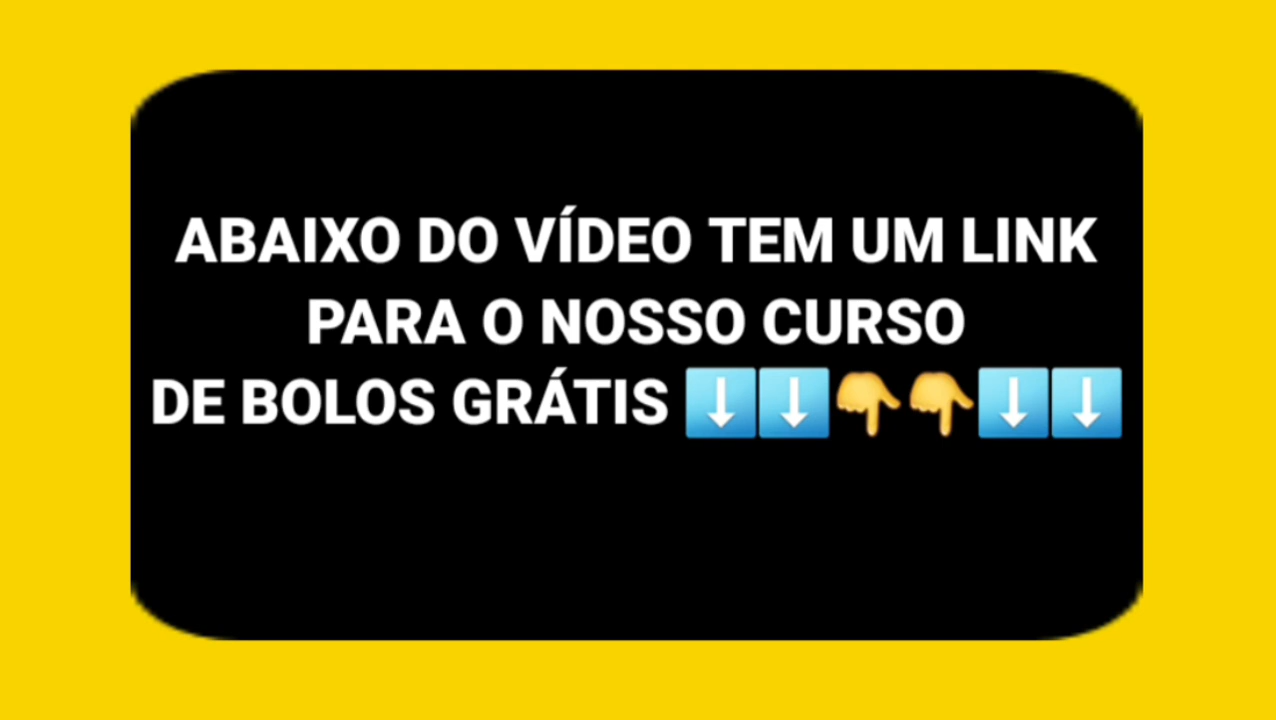 ABAIXO DO VÍDEO TEM UM LINK
PARA O NOSSO CURSO
DE BOLOS GRÁTIS ⬇️⬇️👇👇⬇️⬇️